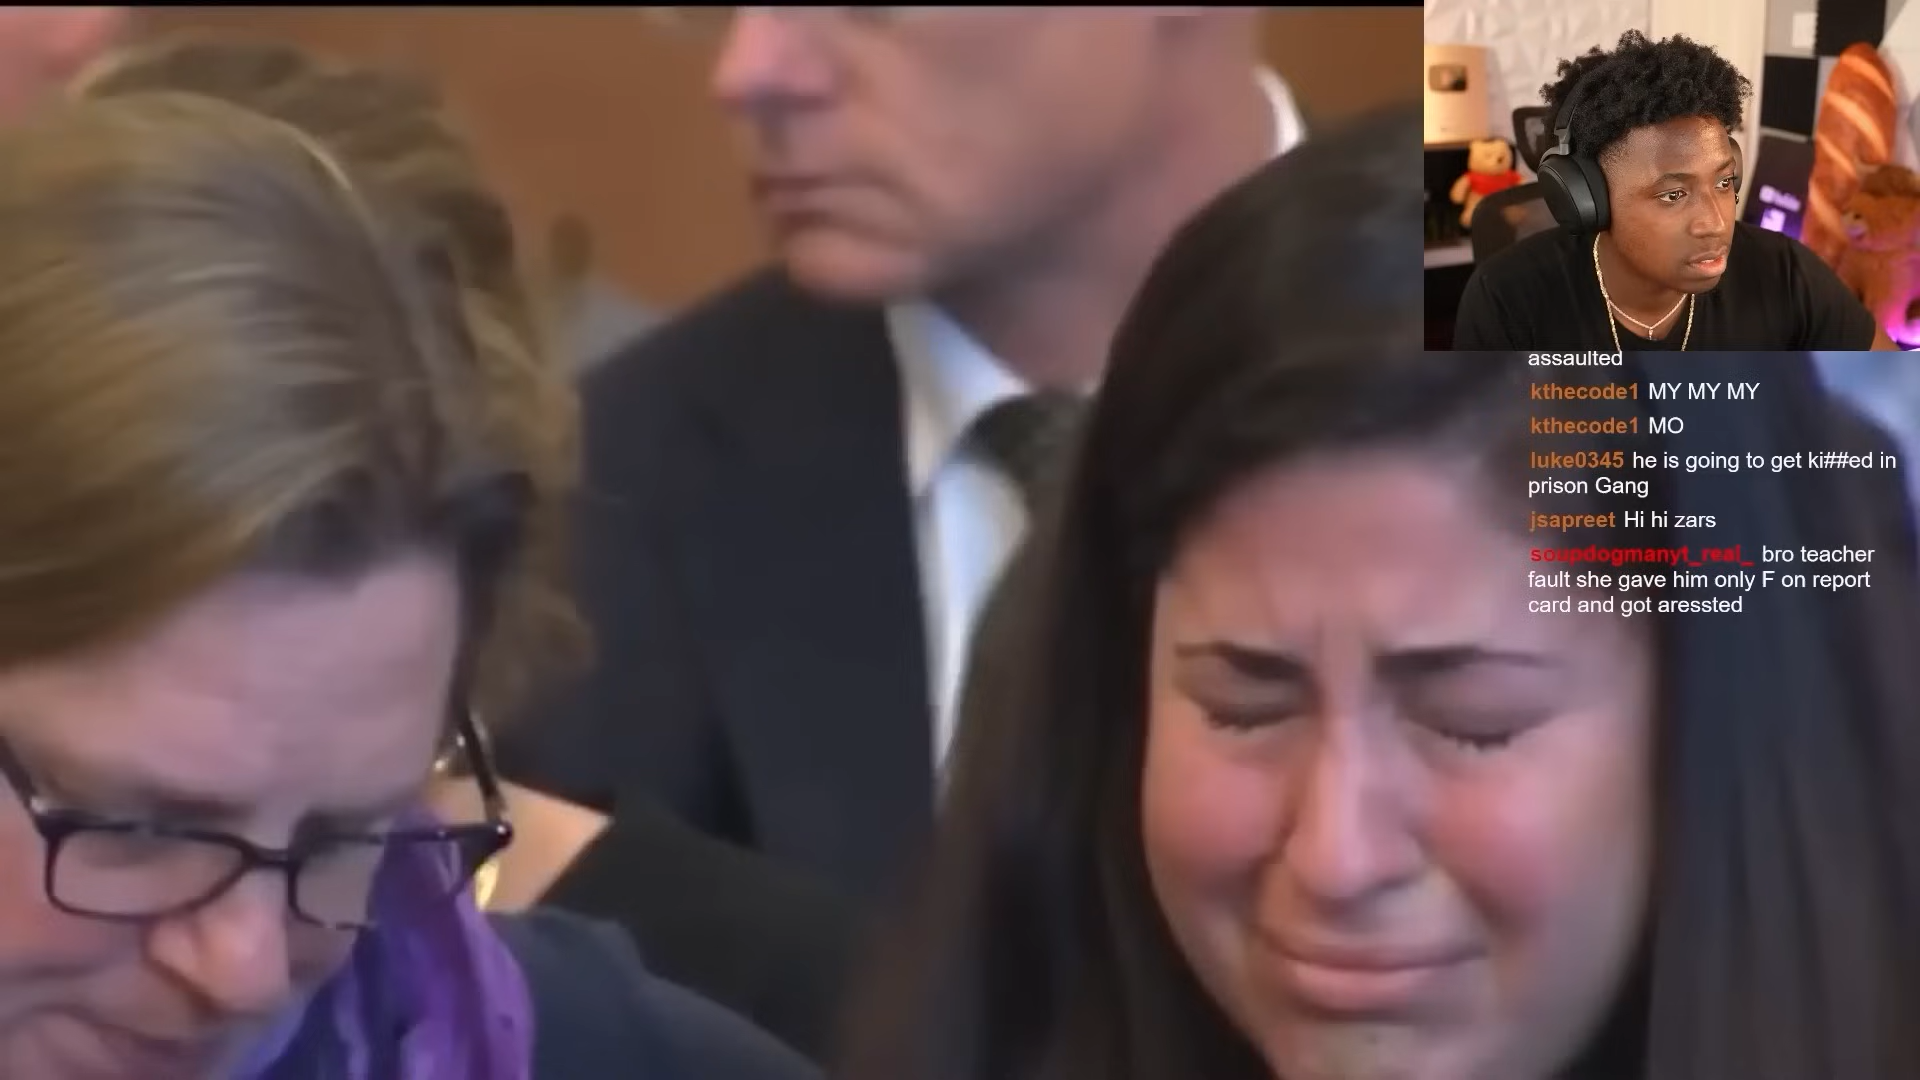 assaulted
kthecode1 MY MY MY
kthecode1 MO
luke0345 he is going to get ki##ed in
prison Gang
jsapreet Hi hi zars
soupdogmanyt_real_ bro teacher
fault she gave him only F on report
card and got aressted